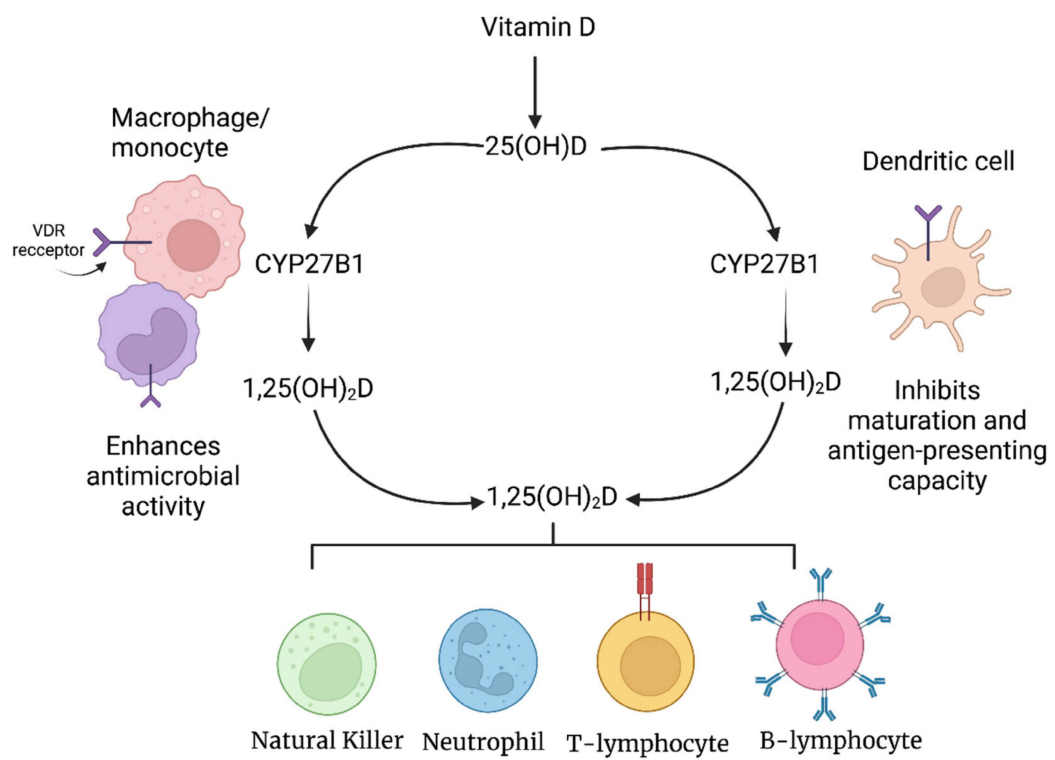 Vitamin D
25(OH)D
Macrophage/
monocyte
VDR
recceptor
Enhances
antimicrobial
activity
CYP27B1
1,25(OH)₂D
CYP27B1
1,25(OH)₂D
Dendritic cell
Inhibits
maturation and
antigen-presenting
capacity
1,25(OH)₂D
Natural Killer
Neutrophil
T-lymphocyte
B-lymphocyte